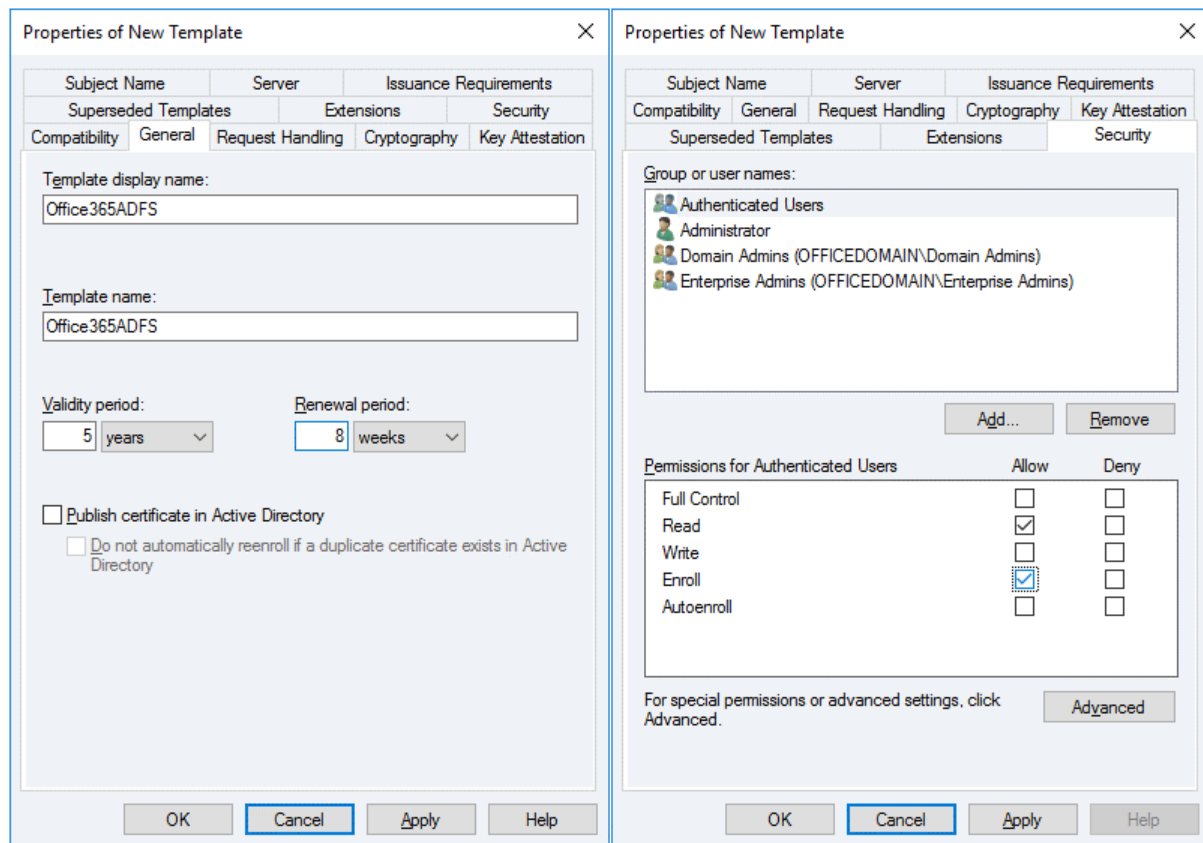 Properties of New Template
Subject Name Server Issuance Requirements
Superseded Templates Extensions Security
Compatibility General Request Handling Cryptography Key Attestation
Template display name:
Office365ADFS
Template name:
Office365ADFS
Validity period: Renewal period:
5 years 8 weeks
Publish certificate in Active Directory
Do not automatically reenroll if a duplicate certificate exists in Active
Directory
OK Cancel Apply Help
Properties of New Template
Subject Name Server Issuance Requirements
Compatibility General Request Handling Cryptography Key Attestation
Superseded Templates Extensions Security
Group or user names:
Authenticated Users
Administrator
Domain Admins (OFFICEDOMAIN\Domain Admins)
Enterprise Admins (OFFICEDOMAIN\Enterprise Admins)
Add... Remove
Permissions for Authenticated Users Allow Deny
Full Control
Read
Write
Enroll
Autoenroll
For special permissions or advanced settings, click
Advanced.
Advanced
OK Cancel Apply Help